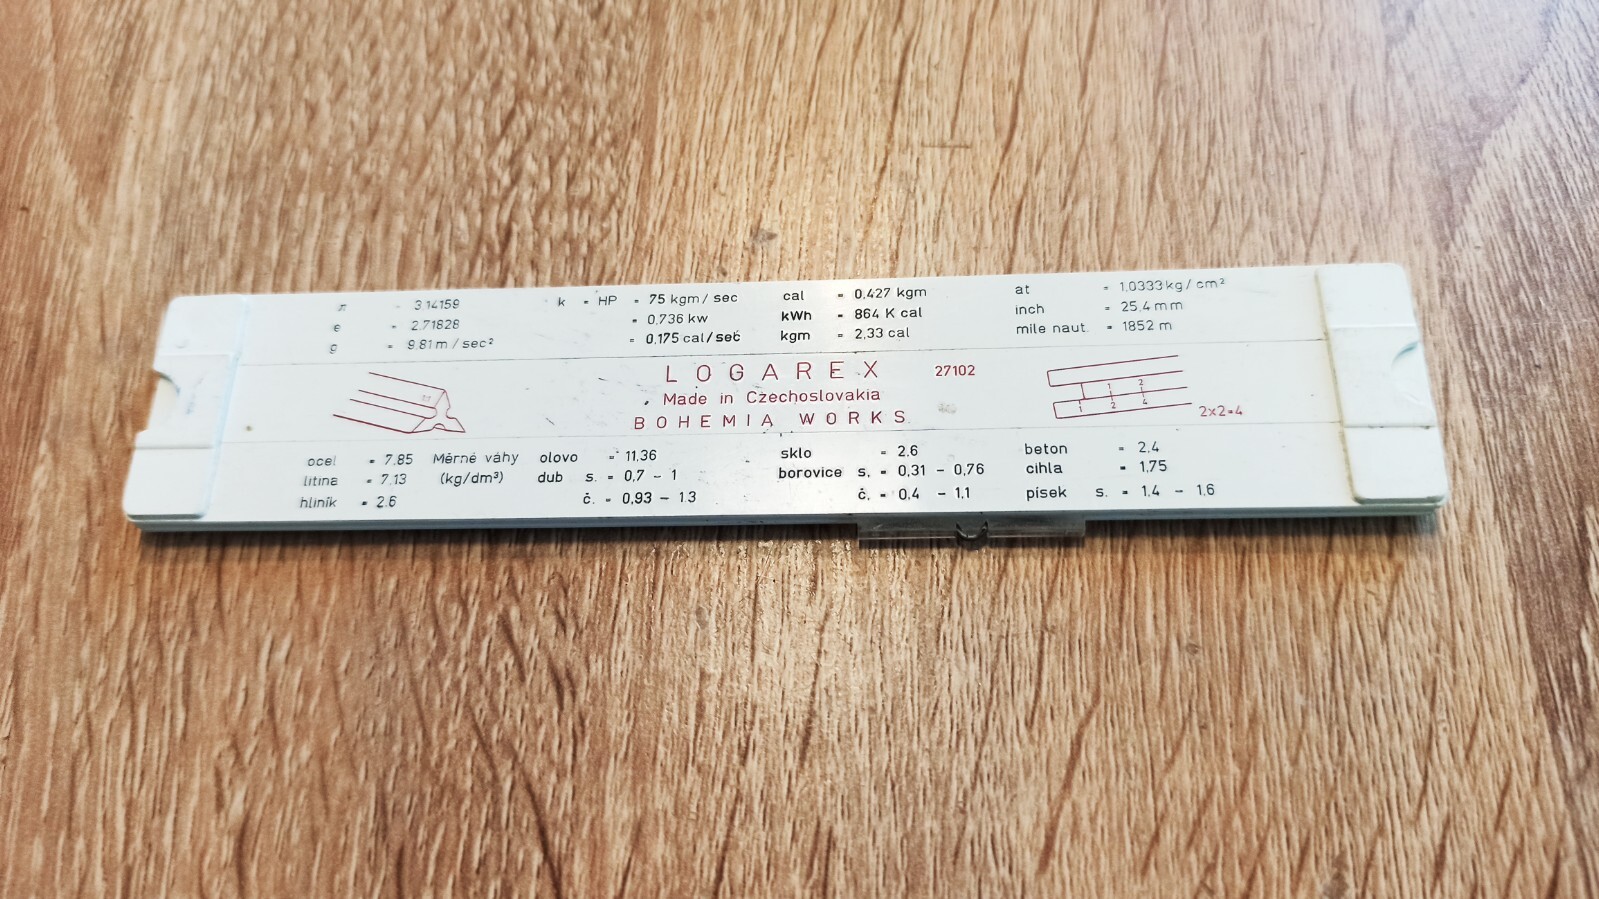 π = 3,14159 k = HP = 75 kgm/sec cal = 0,427 kgm at = 1,0333 kg/cm²
e = 2,71828 = 0,736 kw kWh = 864 K cal inch = 25,4 mm
g = 9,81 m/sec² = 0,175 cal/sec kgm = 2,33 cal mile naut. = 1852 m
LOGAREX 27102
Made in Czechoslovakia
BOHEMIA WORKS
1 2
1 2 4
2x2=4
ocel = 7,85 Měrné váhy olovo = 11,36 sklo = 2,6 beton = 2,4
litina = 7,13 (kg/dm³) dub s. = 0,7 - 1 borovice s. = 0,31 - 0,76 cihla = 1,75
hliník = 2,6 č. = 0,93 - 1,3 č. = 0,4 - 1,1 písek s. = 1,4 - 1,6